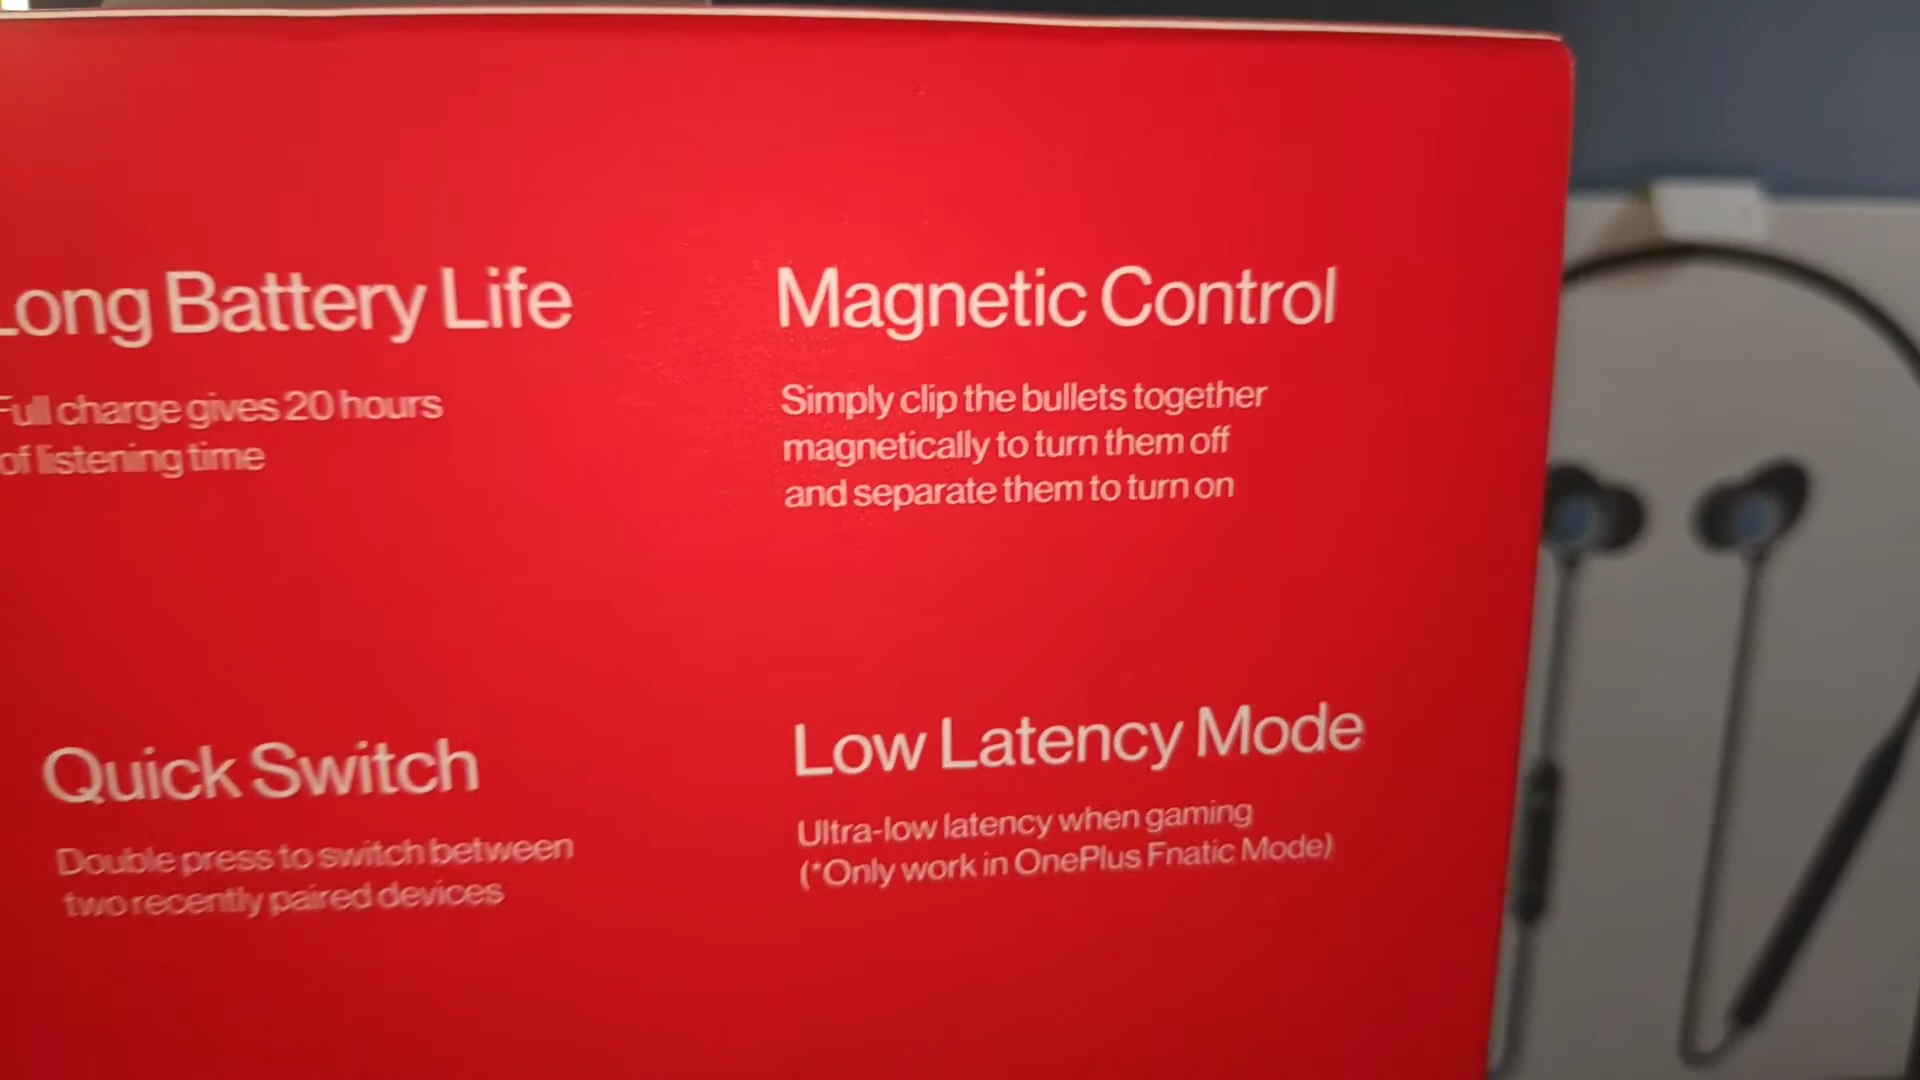 Long Battery Life
Full charge gives 20 hours
of listening time
Magnetic Control
Simply clip the bullets together
magnetically to turn them off
and separate them to turn on
Quick Switch
Double press to switch between
two recently paired devices
Low Latency Mode
Ultra-low latency when gaming
(*Only work in OnePlus Fnatic Mode)